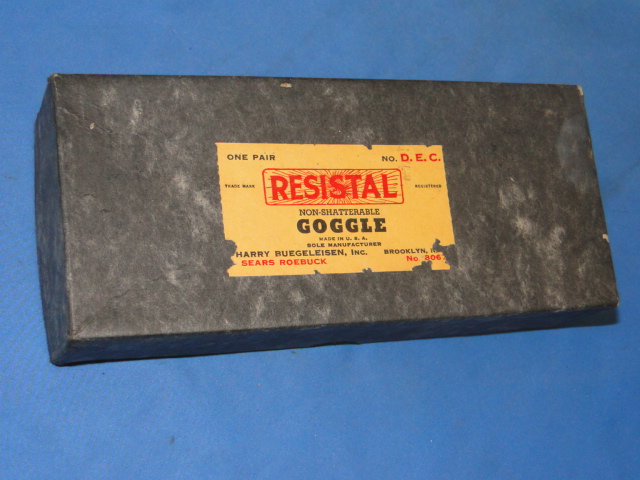 ONE PAIR NO. D. E. C.
TRADE MARK RESISTAL REGISTERED
NON-SHATTERABLE
GOGGLE
MADE IN U. S. A.
SOLE MANUFACTURER
HARRY BUEGELEISEN, INC. BROOKLYN,
SEARS ROEBUCK No. 806